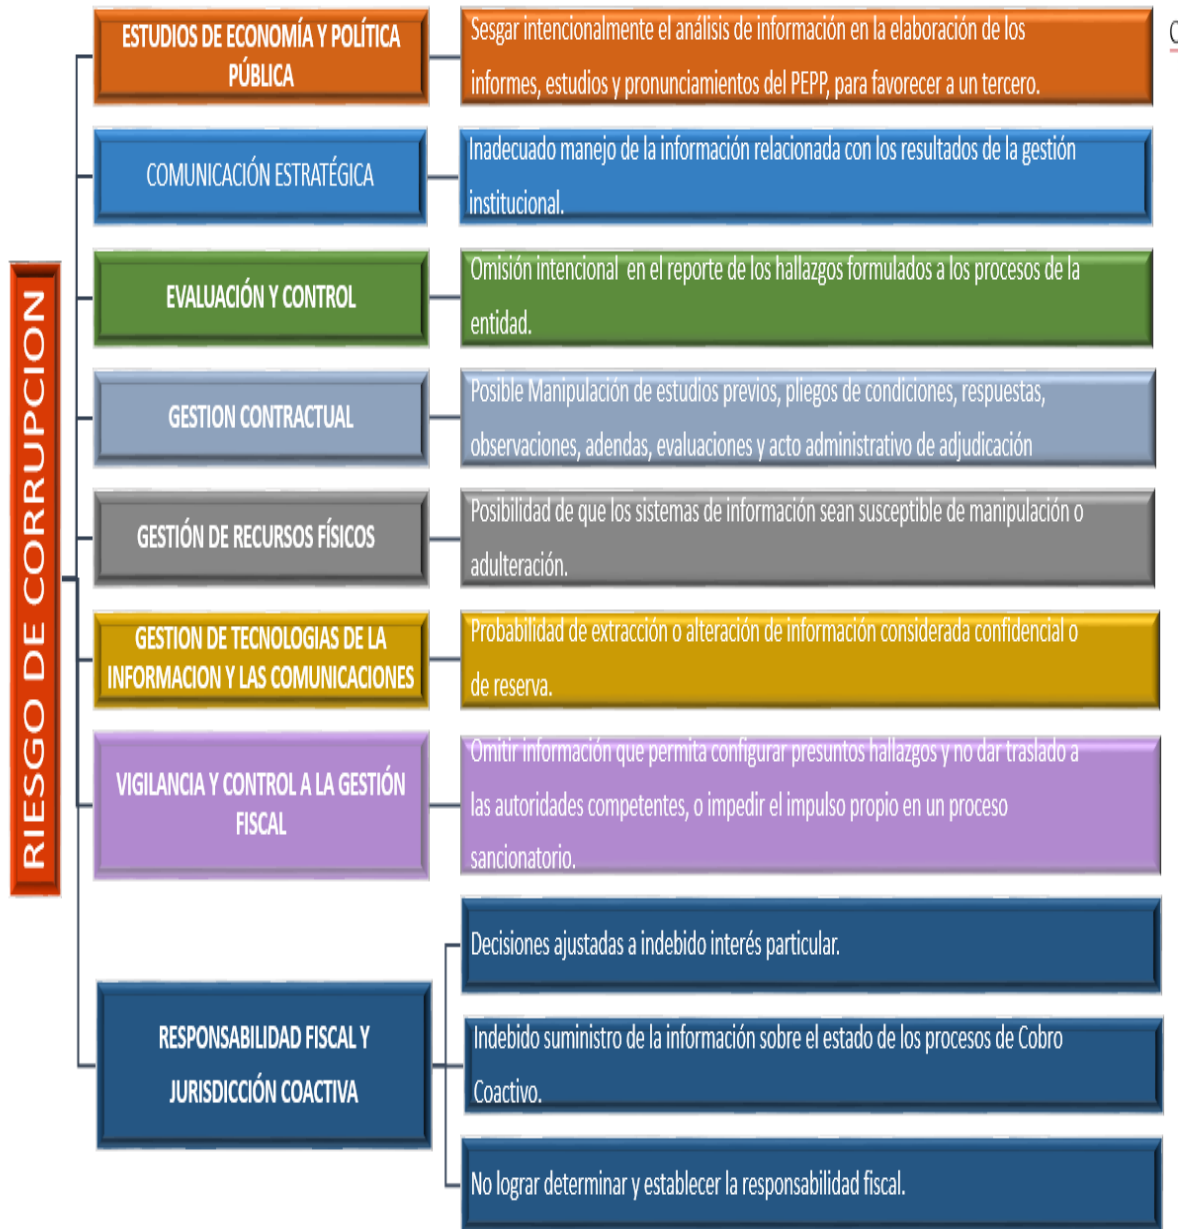 RIESGO DE CORRUPCION
ESTUDIOS DE ECONOMÍA Y POLÍTICA
PÚBLICA
Sesgar intencionalmente el análisis de información en la elaboración de los
informes, estudios y pronunciamientos del PEPP, para favorecer a un tercero.
COMUNICACIÓN ESTRATÉGICA
Inadecuado manejo de la información relacionada con los resultados de la gestión
institucional.
EVALUACIÓN Y CONTROL
Omisión intencional en el reporte de los hallazgos formulados a los procesos de la
entidad.
GESTION CONTRACTUAL
Posible Manipulación de estudios previos, pliegos de condiciones, respuestas,
observaciones, adendas, evaluaciones y acto administrativo de adjudicación
GESTIÓN DE RECURSOS FÍSICOS
Posibilidad de que los sistemas de información sean susceptible de manipulación o
adulteración.
GESTION DE TECNOLOGIAS DE LA
INFORMACION Y LAS COMUNICACIONES
Probabilidad de extracción o alteración de información considerada confidencial o
de reserva.
VIGILANCIA Y CONTROL A LA GESTIÓN
FISCAL
Omitir información que permita configurar presuntos hallazgos y no dar traslado a
las autoridades competentes, o impedir el impulso propio en un proceso
sancionatorio.
RESPONSABILIDAD FISCAL Y
JURISDICCIÓN COACTIVA
Decisiones ajustadas a indebido interés particular.
Indebido suministro de la información sobre el estado de los procesos de Cobro
Coactivo.
No lograr determinar y establecer la responsabilidad fiscal.